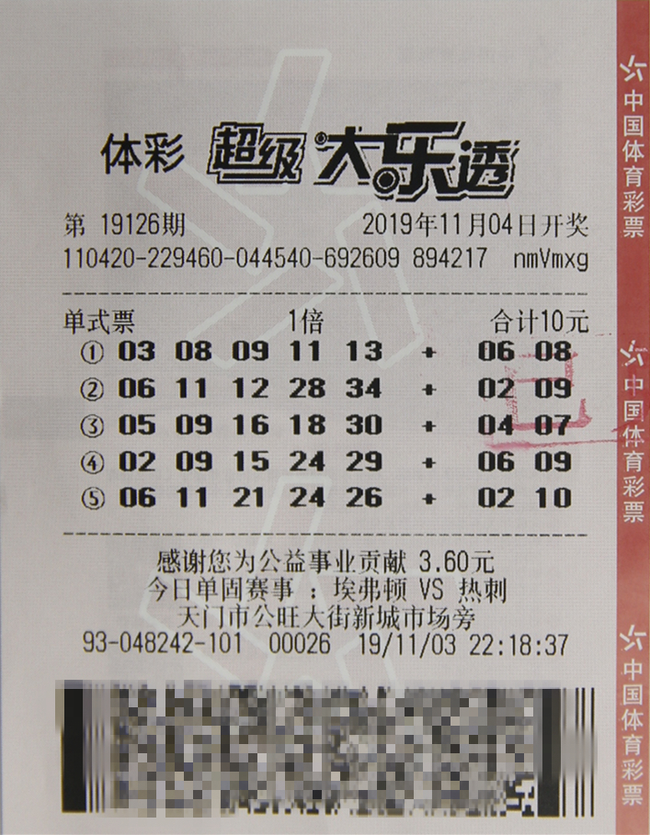 体彩 超级大乐透
第 19126期 2019年11月04日开奖
110420-229460-044540-692609 894217 nmVmxg
单式票 1倍 合计10元
① 03 08 09 11 13 + 06 08
② 06 11 12 28 34 + 02 09
③ 05 09 16 18 30 + 04 07
④ 02 09 15 24 29 + 06 09
⑤ 06 11 21 24 26 + 02 10
感谢您为公益事业贡献 3.60元
今日单固赛事 : 埃弗顿 VS 热刺
天门市公旺大街新城市场旁
93-048242-101 00026 19/11/03 22:18:37
中国体育彩票
中国体育彩票
中国体育彩票